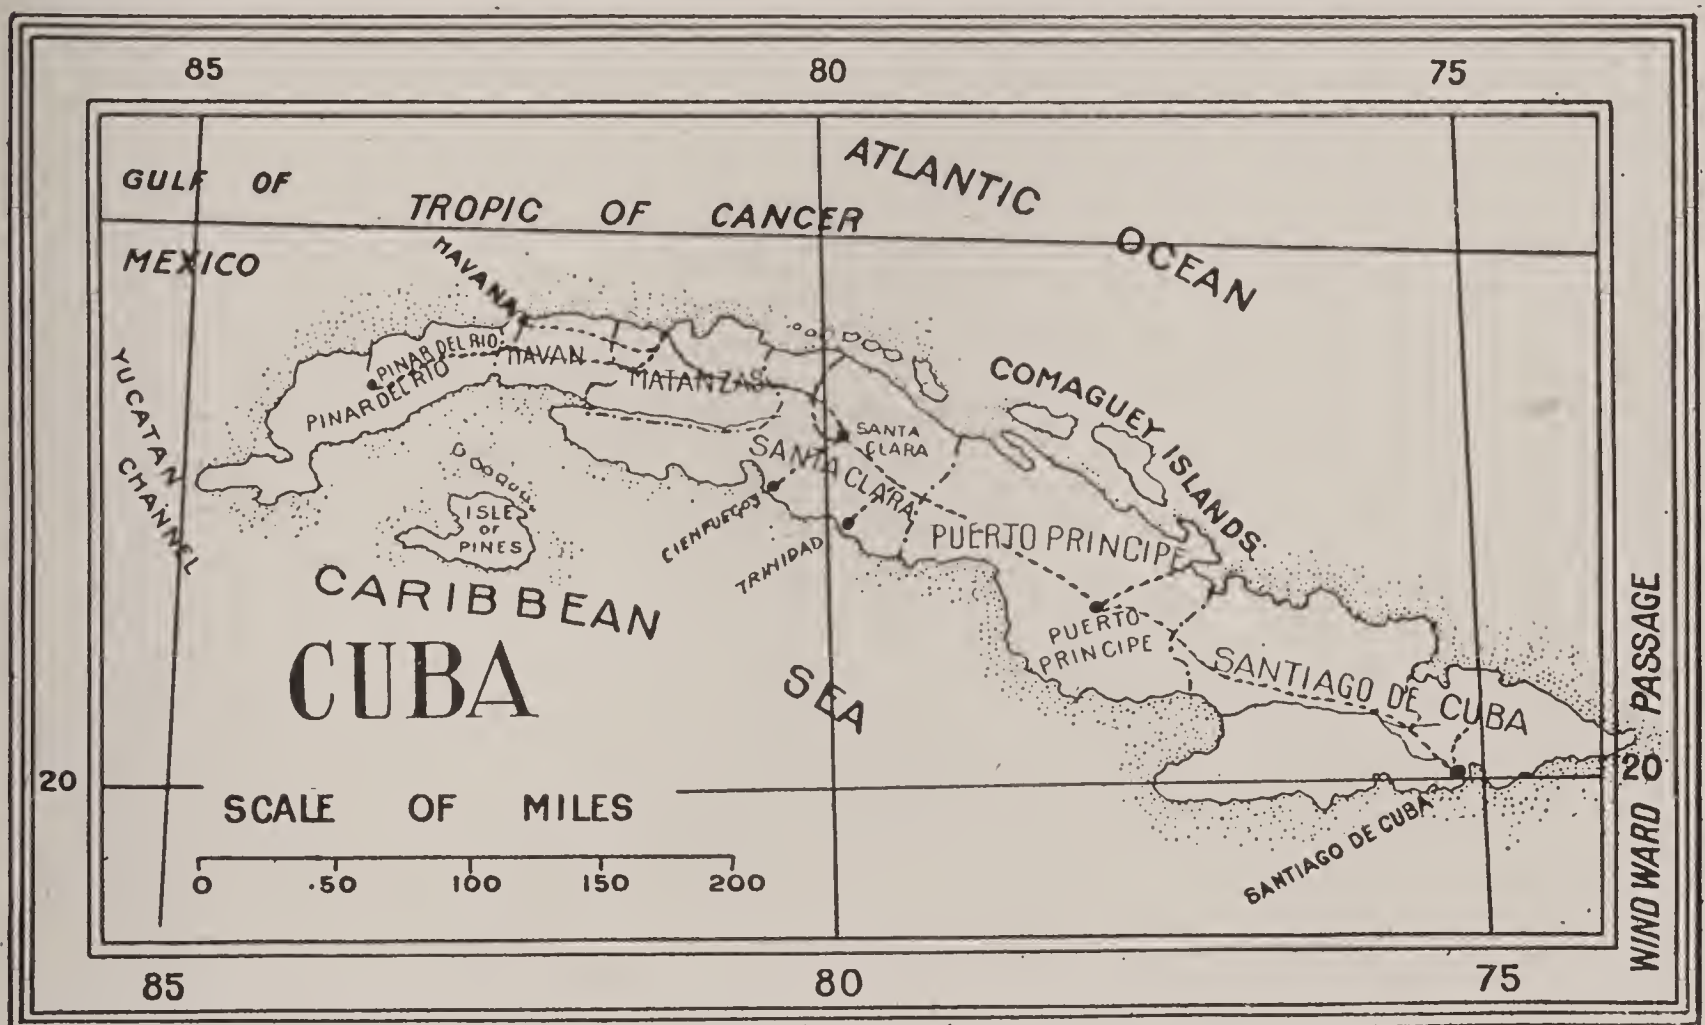 85 80 75
GULF OF
MEXICO
TROPIC OF CANCER
ATLANTIC
OCEAN
HAVANA
YUCATAN
CHANNEL
PINAR DEL RIO
PINAR DEL RIO
HAVAN
MATANZAS
SANTA
CLARA
SANTA CLARA
COMAGUEY ISLANDS
ISLE
OF
PINES
CIENFUEGOS
TRINIDAD
PUERTO PRINCIPE
PUERTO
PRINCIPE
CARIBBEAN
SEA
CUBA
SANTIAGO DE CUBA
SANTIAGO DE CUBA
WINDWARD PASSAGE
20 20
SCALE OF MILES
0 50 100 150 200
85 80 75